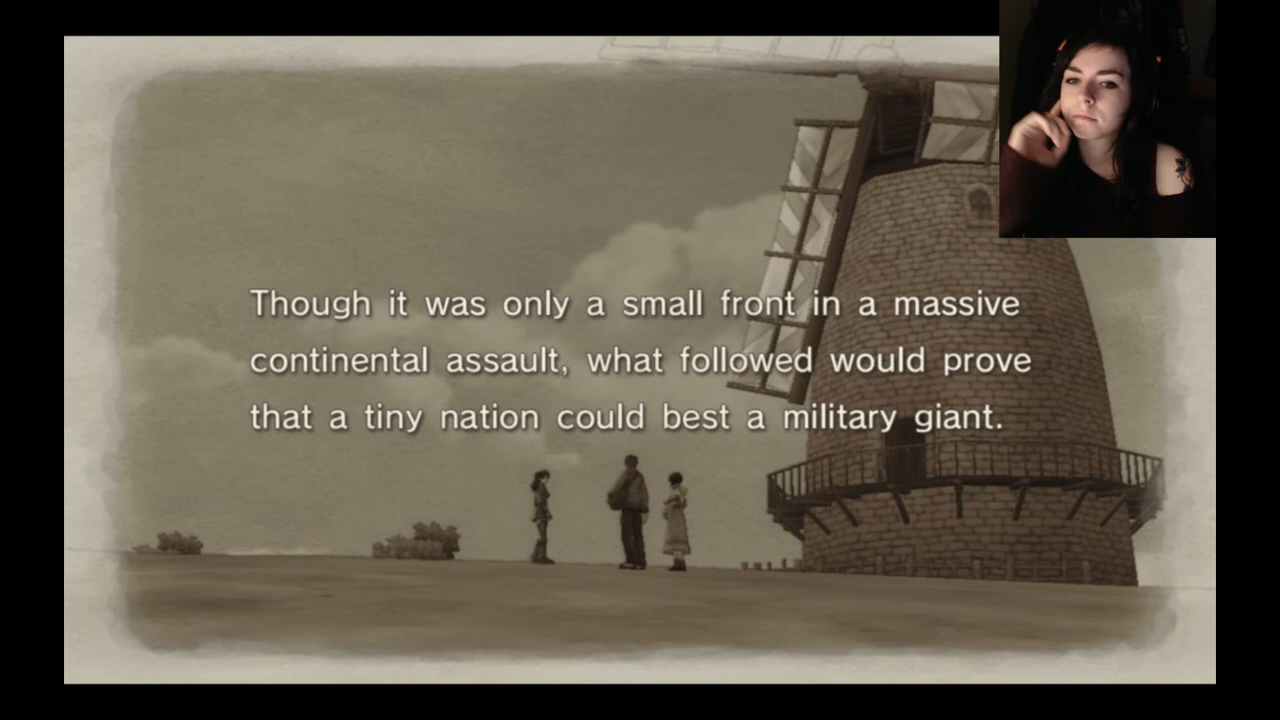 Though it was only a small front in a massive
continental assault, what followed would prove
that a tiny nation could best a military giant.